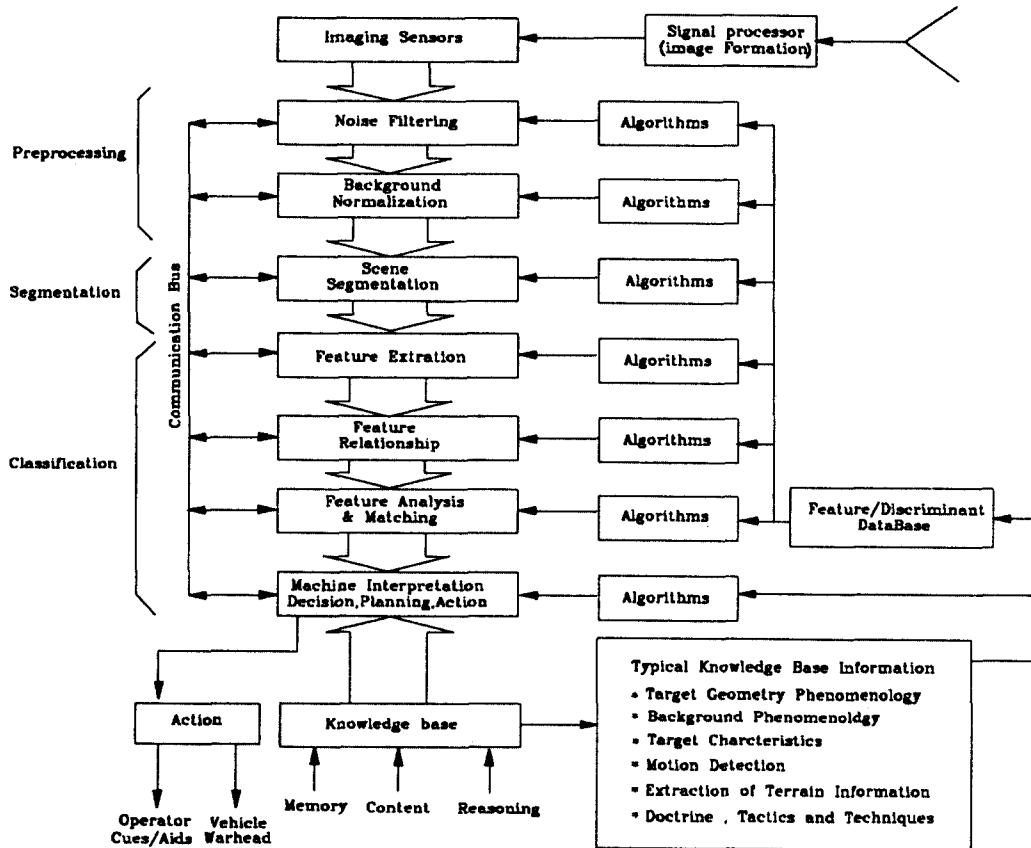 Imaging Sensors
Signal processor
(image Formation)
Preprocessing
Noise Filtering
Algorithms
Background
Normalization
Algorithms
Segmentation
Communication Bus
Scene
Segmentation
Algorithms
Classification
Feature Extration
Algorithms
Feature
Relationship
Algorithms
Feature Analysis
& Matching
Algorithms
Feature/Discriminant
DataBase
Machine Interpretation
Decision,Planning,Action
Algorithms
Action
Operator
Cues/Aids
Vehicle
Warhead
Knowledge base
Memory
Content
Reasoning
Typical Knowledge Base Information
* Target Geometry Phenomenology
* Background Phenomenoldgy
* Target Charcteristics
* Motion Detection
* Extraction of Terrain Information
* Doctrine , Tactics and Techniques